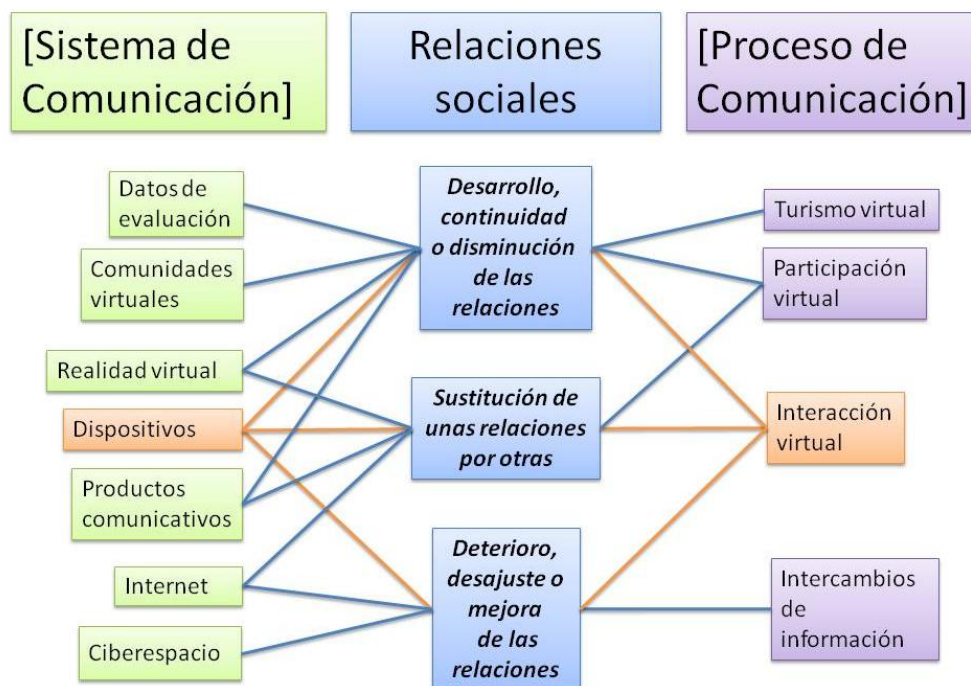 [Sistema de
Comunicación]
Relaciones
sociales
[Proceso de
Comunicación]
Datos de
evaluación
Comunidades
virtuales
Realidad virtual
Dispositivos
Productos
comunicativos
Internet
Ciberespacio
Desarrollo,
continuidad
o disminución
de las
relaciones
Sustitución de
unas relaciones
por otras
Deterioro,
desajuste o
mejora
de las
relaciones
Turismo virtual
Participación
virtual
Interacción
virtual
Intercambios
de
información